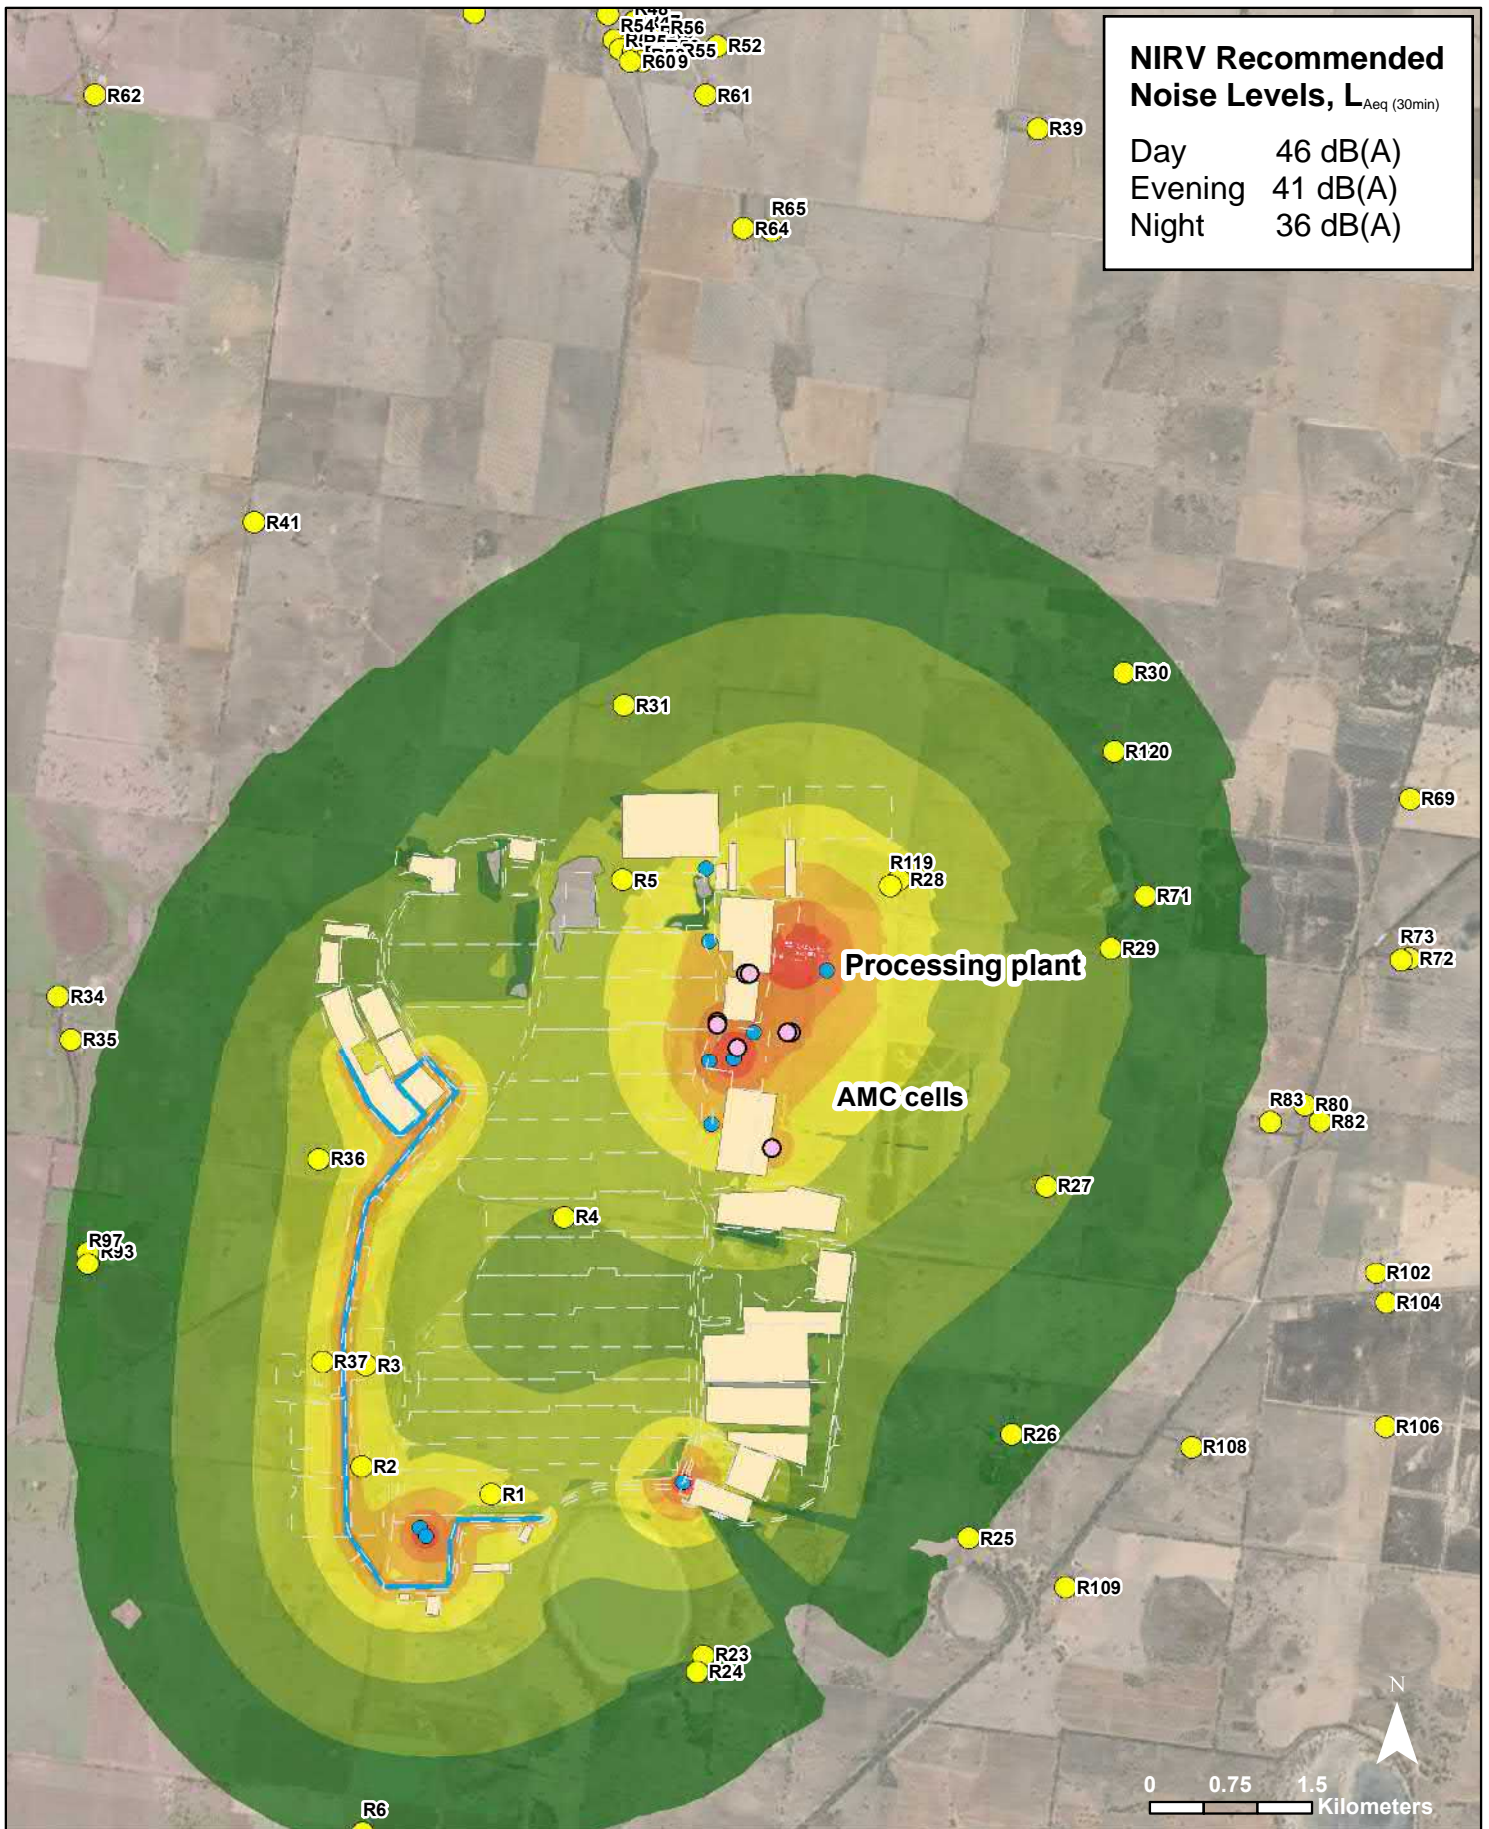 NIRV Recommended
Noise Levels, LAeq (30min)
Day 46 dB(A)
Evening 41 dB(A)
Night 36 dB(A)
R54
R56
R55
R52
R609
R62
R61
R39
R65
R64
R41
R30
R31
R120
R69
R119
R28
R5
R71
R29
R73
R72
Processing plant
R34
R35
AMC cells
R83
R80
R82
R36
R27
R4
R97
R93
R102
R104
R37
R3
R26
R106
R108
R2
R1
R25
R109
R23
R24
R6
N
0 0.75 1.5
Kilometers